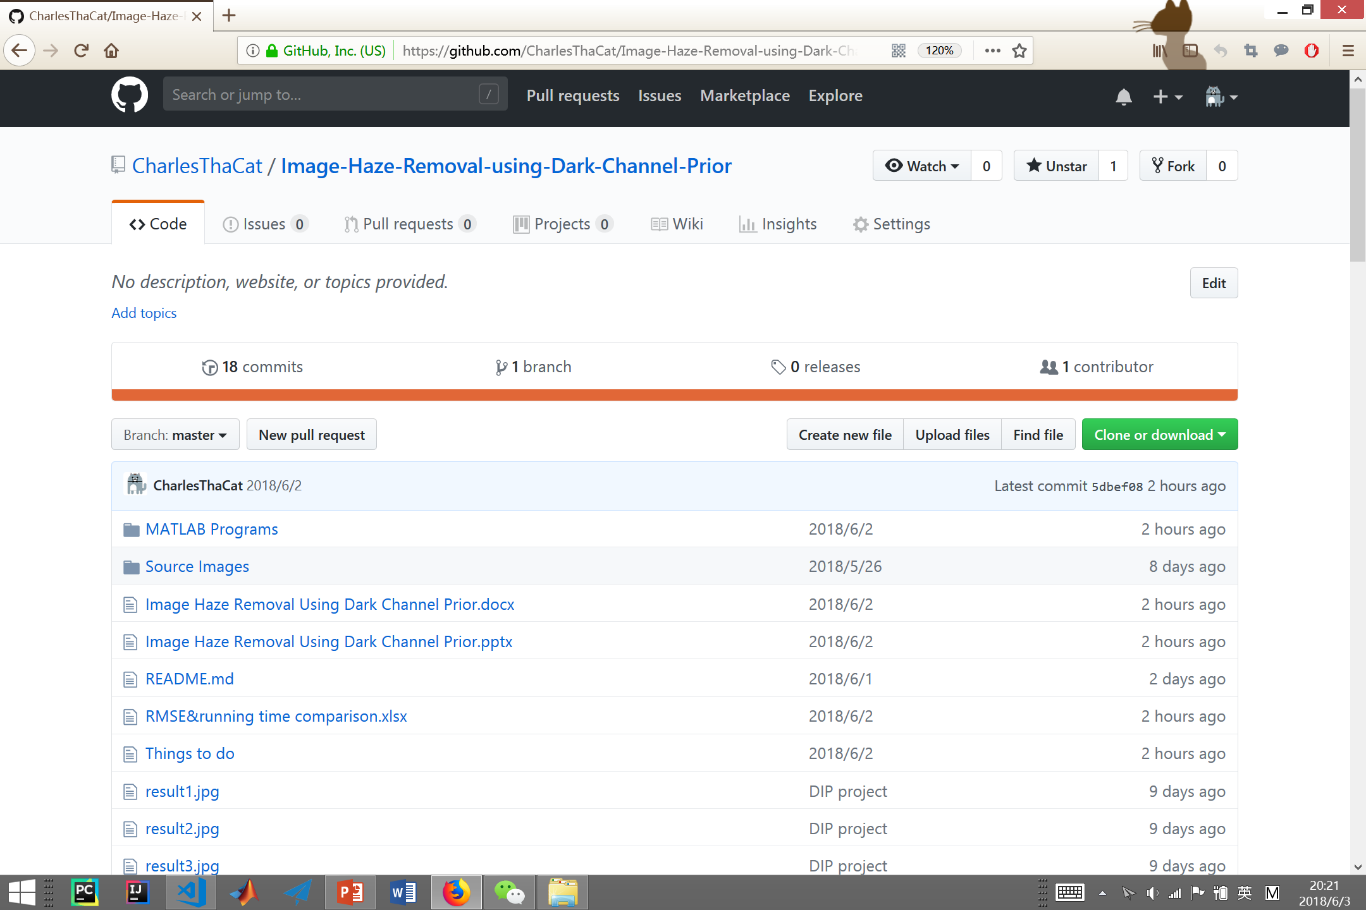 CharlesThaCat/Image-Haze-
GitHub, Inc. (US) https://github.com/CharlesThaCat/Image-Haze-Removal-using-Dark-Ch 120%
Search or jump to... / Pull requests Issues Marketplace Explore
CharlesThaCat / Image-Haze-Removal-using-Dark-Channel-Prior Watch 0 Unstar 1 Fork 0
Code Issues 0 Pull requests 0 Projects 0 Wiki Insights Settings
No description, website, or topics provided. Edit
Add topics
18 commits 1 branch 0 releases 1 contributor
Branch: master New pull request Create new file Upload files Find file Clone or download
CharlesThaCat 2018/6/2 Latest commit 5dbef08 2 hours ago
MATLAB Programs 2018/6/2 2 hours ago
Source Images 2018/5/26 8 days ago
Image Haze Removal Using Dark Channel Prior.docx 2018/6/2 2 hours ago
Image Haze Removal Using Dark Channel Prior.pptx 2018/6/2 2 hours ago
README.md 2018/6/1 2 days ago
RMSE&running time comparison.xlsx 2018/6/2 2 hours ago
Things to do 2018/6/2 2 hours ago
result1.jpg DIP project 9 days ago
result2.jpg DIP project 9 days ago
result3.jpg DIP project 9 days ago
PC IJ P W 英 M 20:21
2018/6/3